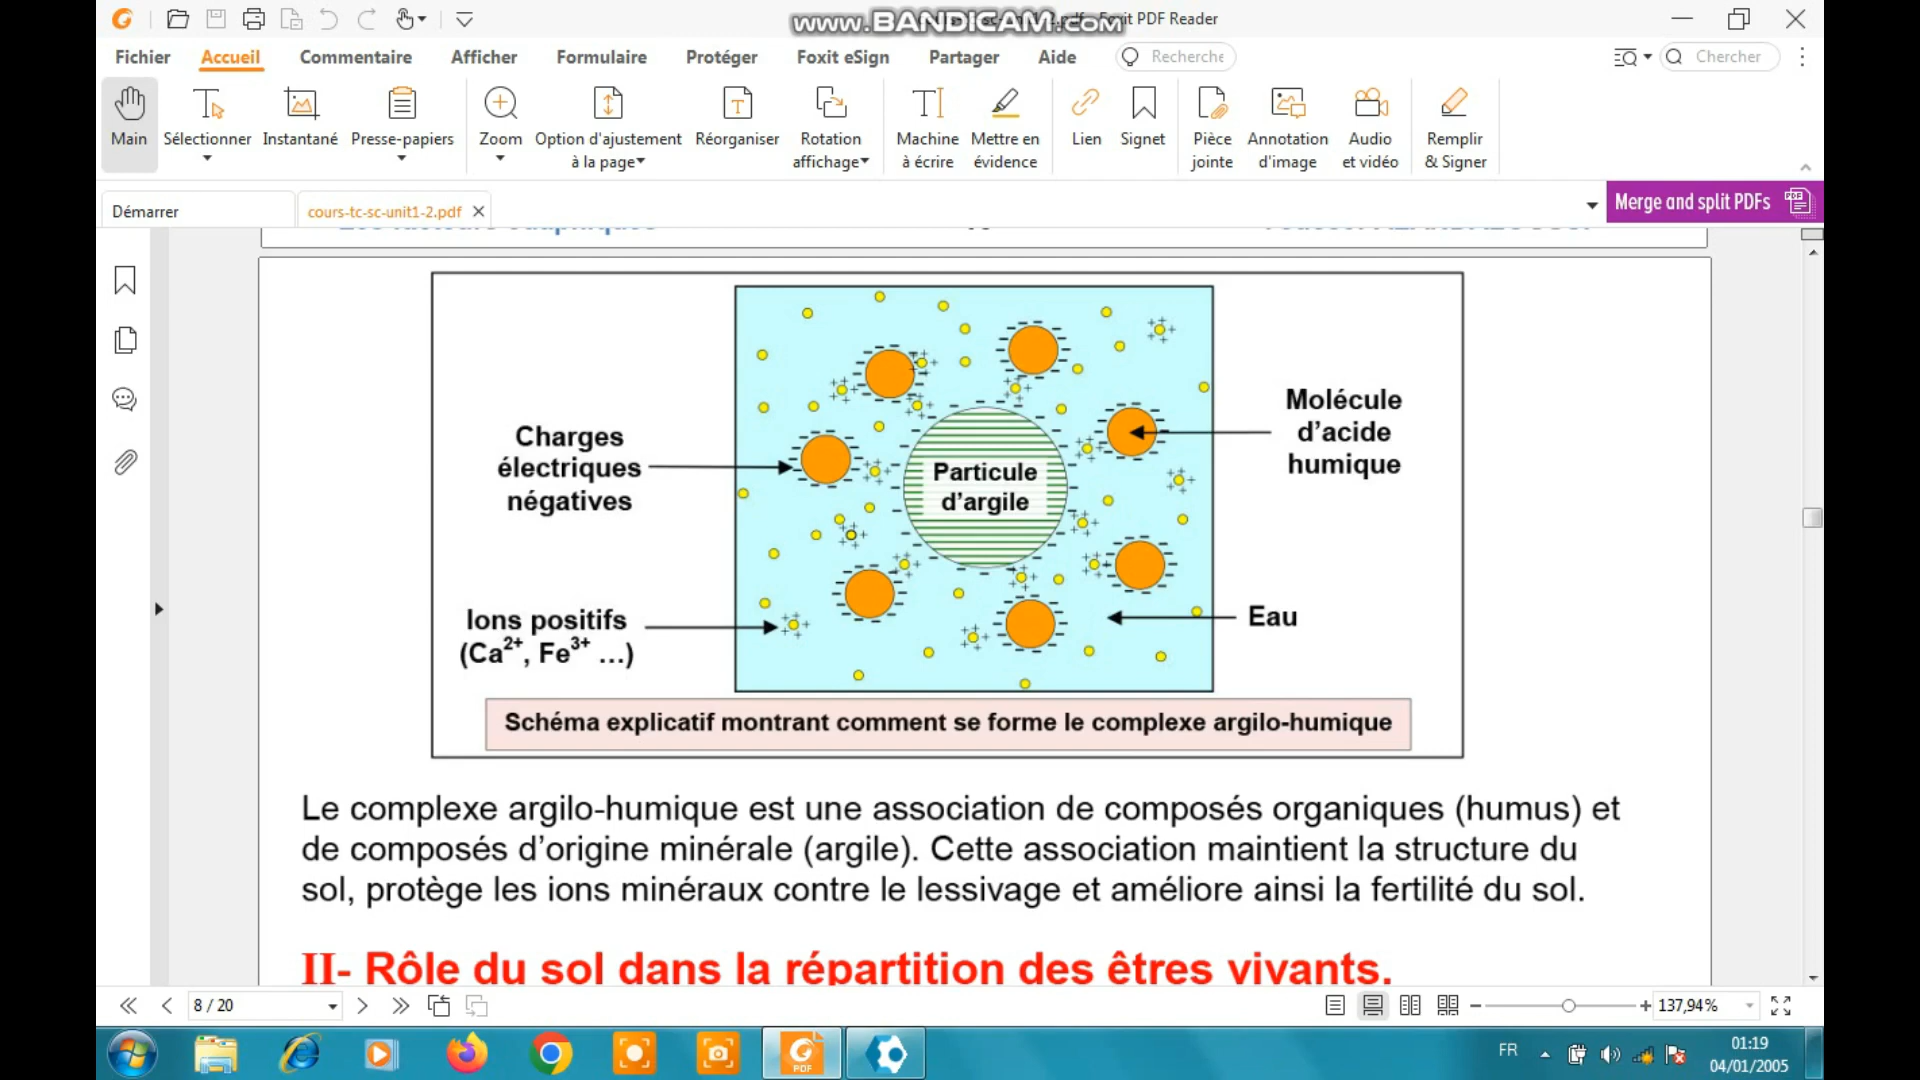 www.BANDICAM.com
Foxit PDF Reader
Fichier Accueil Commentaire Afficher Formulaire Protéger Foxit eSign Partager Aide Recherche Chercher
Main Sélectionner Instantané Presse-papiers Zoom Option d'ajustement à la page Réorganiser Rotation affichage Machine à écrire Mettre en évidence Lien Signet Pièce jointe Annotation d'image Audio et vidéo Remplir & Signer
Démarrer cours-tc-sc-unit1-2.pdf Merge and split PDFs
Charges
électriques
négatives
Particule
d'argile
Molécule
d'acide
humique
Ions positifs
(Ca2+, Fe3+ …)
Eau
Schéma explicatif montrant comment se forme le complexe argilo-humique
Le complexe argilo-humique est une association de composés organiques (humus) et
de composés d'origine minérale (argile). Cette association maintient la structure du
sol, protège les ions minéraux contre le lessivage et améliore ainsi la fertilité du sol.
II- Rôle du sol dans la répartition des êtres vivants.
8 / 20 137,94%
FR 01:19
04/01/2005